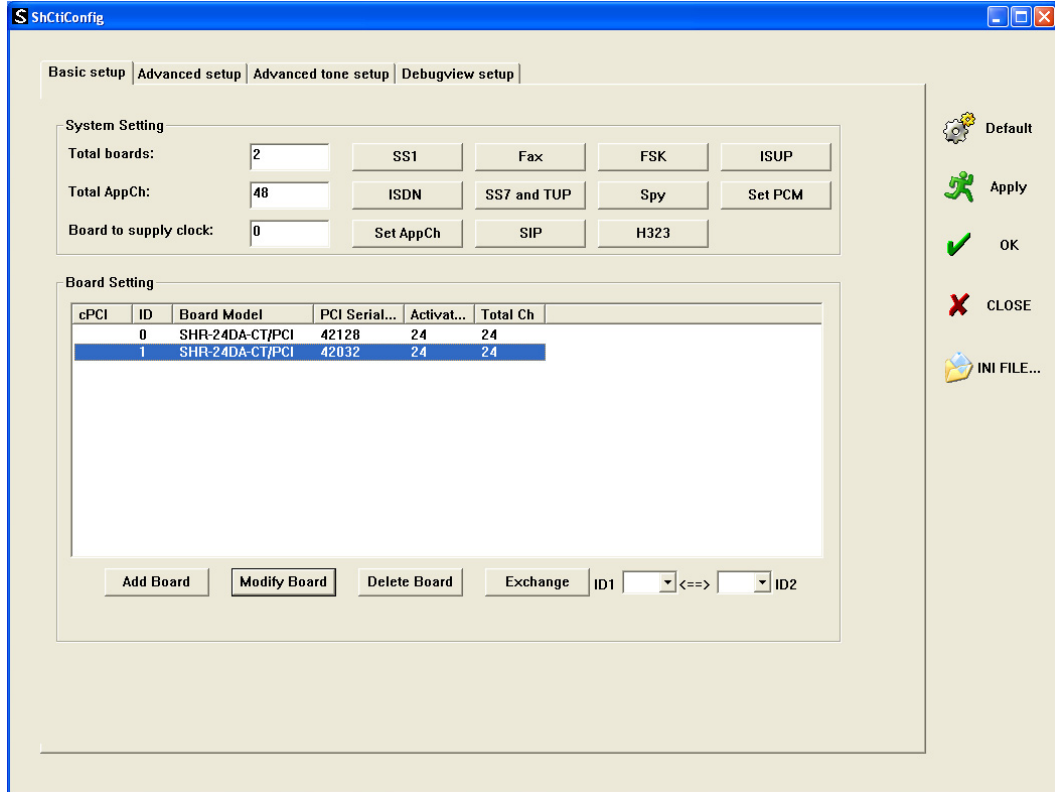 S ShCtiConfig
Basic setup Advanced setup Advanced tone setup Debugview setup
System Setting
Total boards: 2 SS1 Fax FSK ISUP
Total AppCh: 48 ISDN SS7 and TUP Spy Set PCM
Board to supply clock: 0 Set AppCh SIP H323
Default
Apply
OK
CLOSE
INI FILE...
Board Setting
cPCI ID Board Model PCI Serial... Activat... Total Ch
0 SHR-24DA-CT/PCI 42128 24 24
1 SHR-24DA-CT/PCI 42032 24 24
Add Board Modify Board Delete Board Exchange ID1 <==> ID2